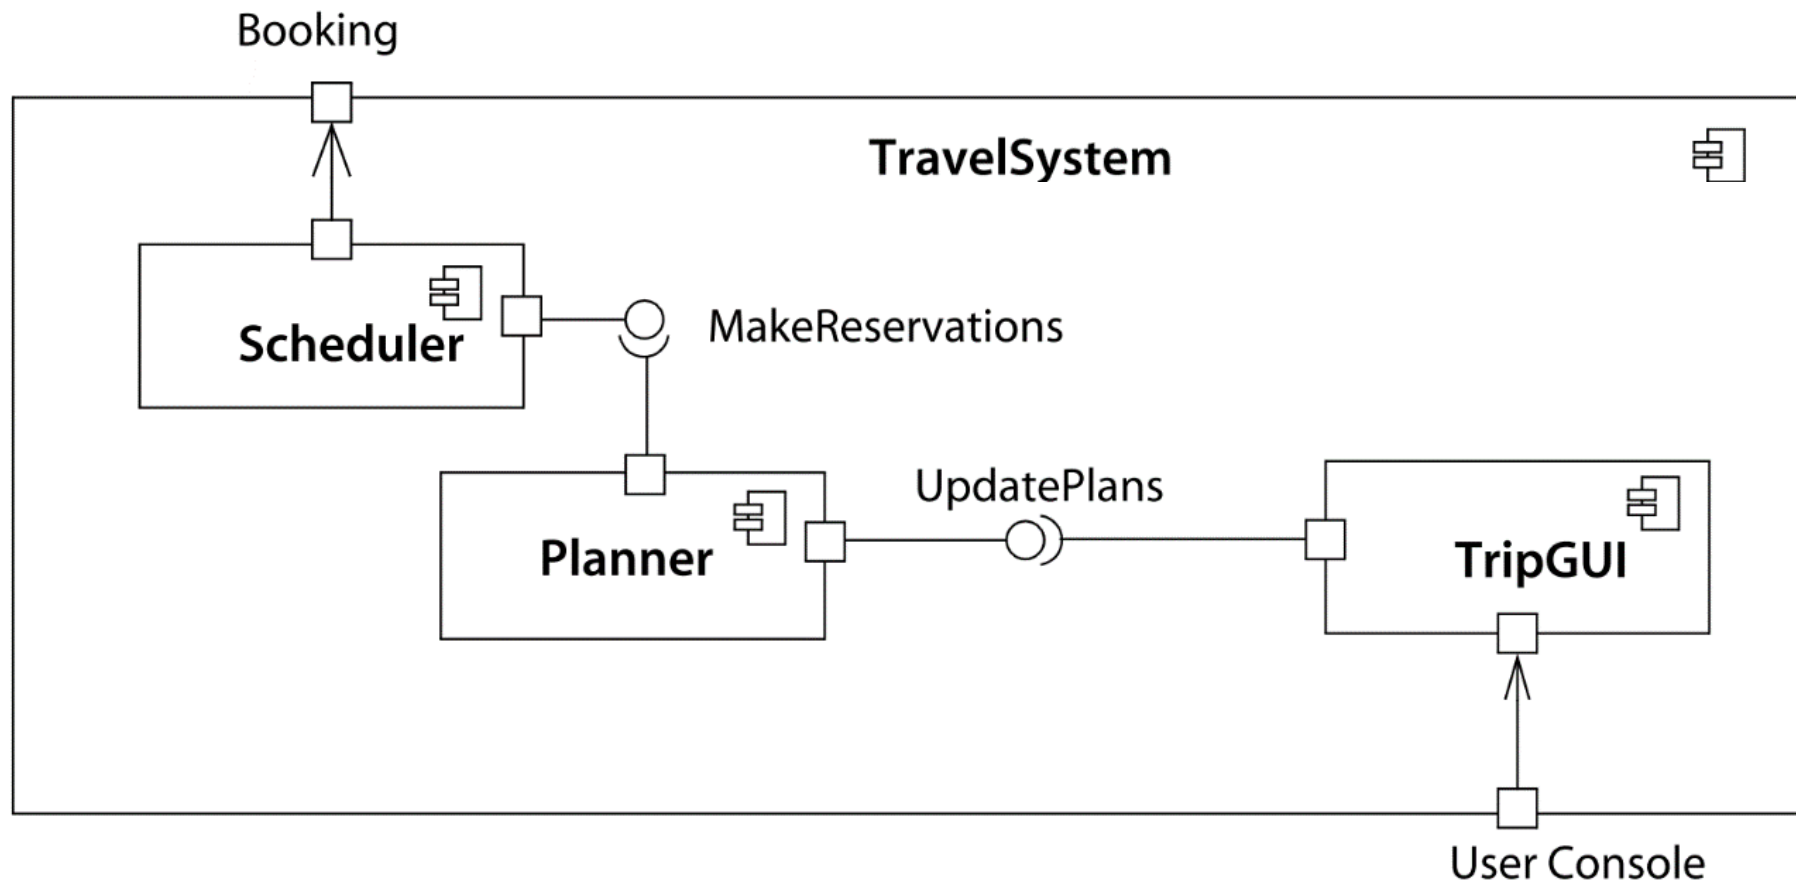 Booking
TravelSystem
Scheduler
MakeReservations
UpdatePlans
Planner
TripGUI
User Console